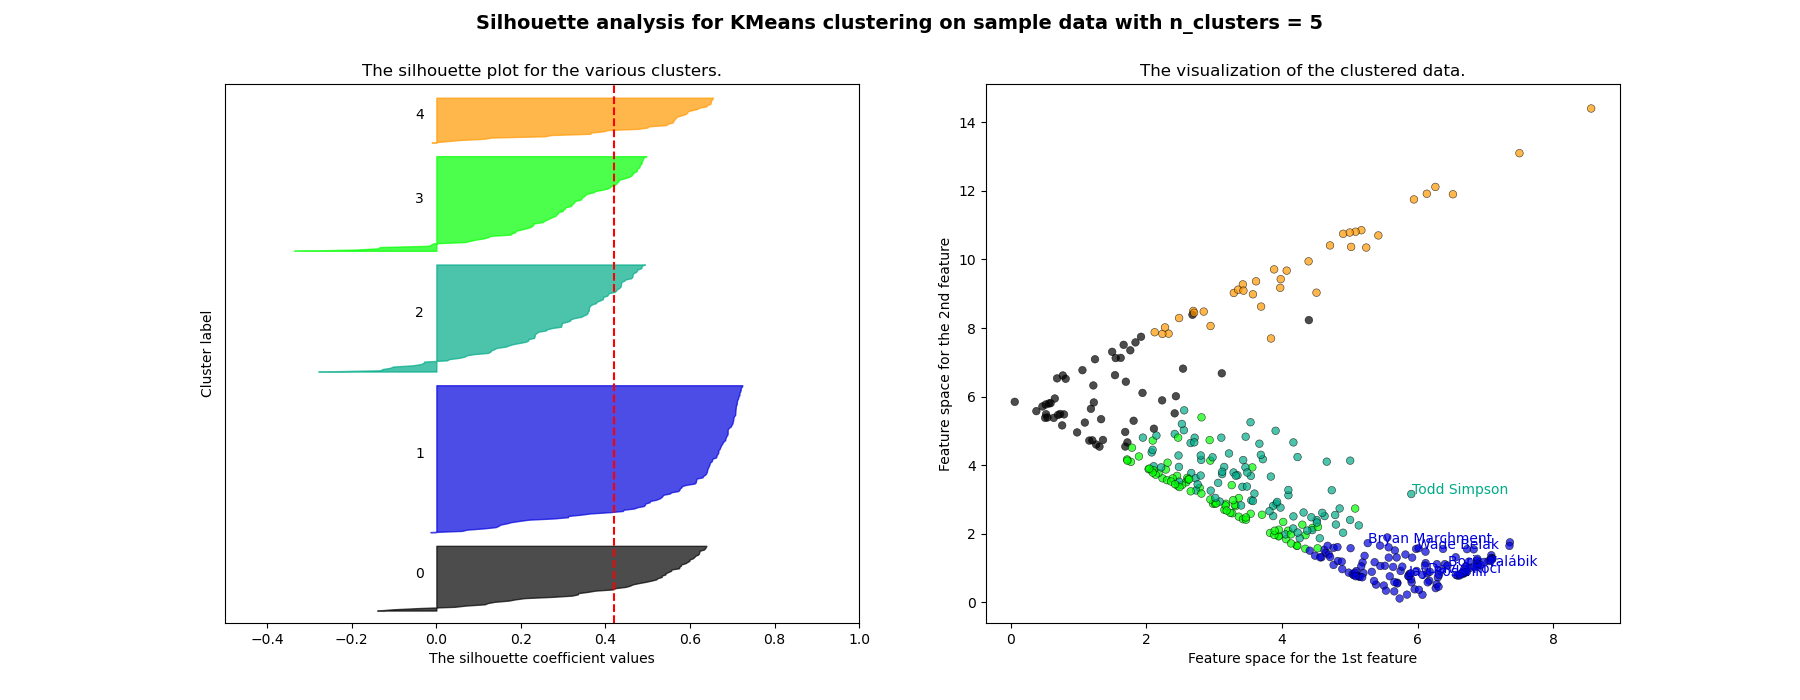 Silhouette analysis for KMeans clustering on sample data with n_clusters = 5
The silhouette plot for the various clusters.
4
3
2
1
0
Cluster label
−0.4 −0.2 0.0 0.2 0.4 0.6 0.8 1.0
The silhouette coefficient values
The visualization of the clustered data.
14
12
10
8
6
4
2
0
Feature space for the 2nd feature
Todd Simpson
Bryan Marchment
Wade Belak
0 2 4 6 8
Feature space for the 1st feature